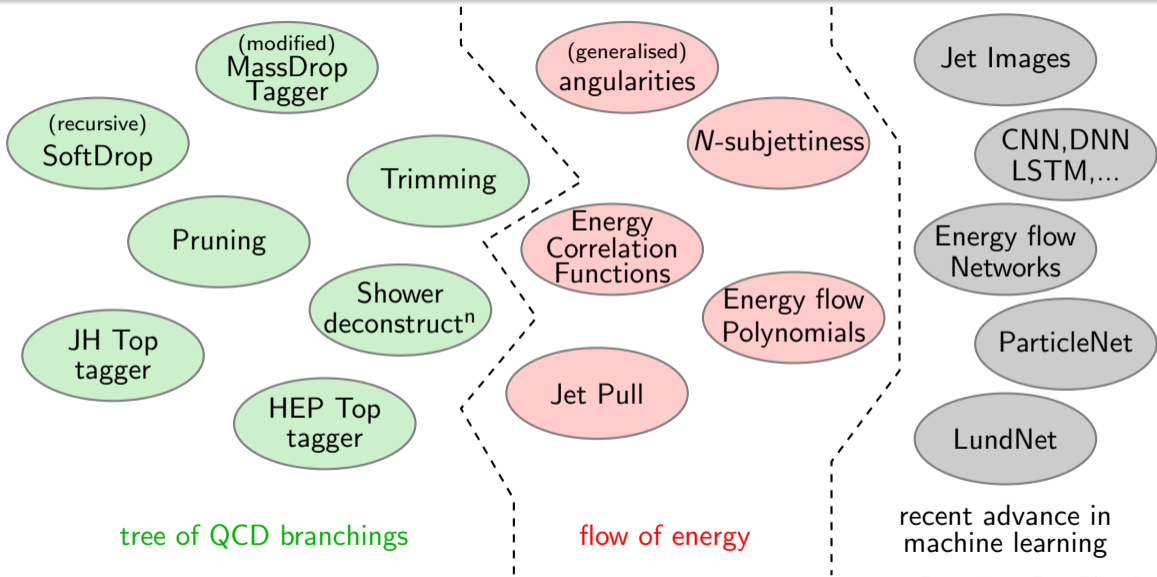 (modified)
MassDrop
Tagger
(recursive)
SoftDrop
Trimming
Pruning
Shower
deconstructⁿ
JH Top
tagger
HEP Top
tagger
tree of QCD branchings
(generalised)
angularities
N-subjettiness
Energy
Correlation
Functions
Energy flow
Polynomials
Jet Pull
flow of energy
Jet Images
CNN,DNN
LSTM,...
Energy flow
Networks
ParticleNet
LundNet
recent advance in
machine learning